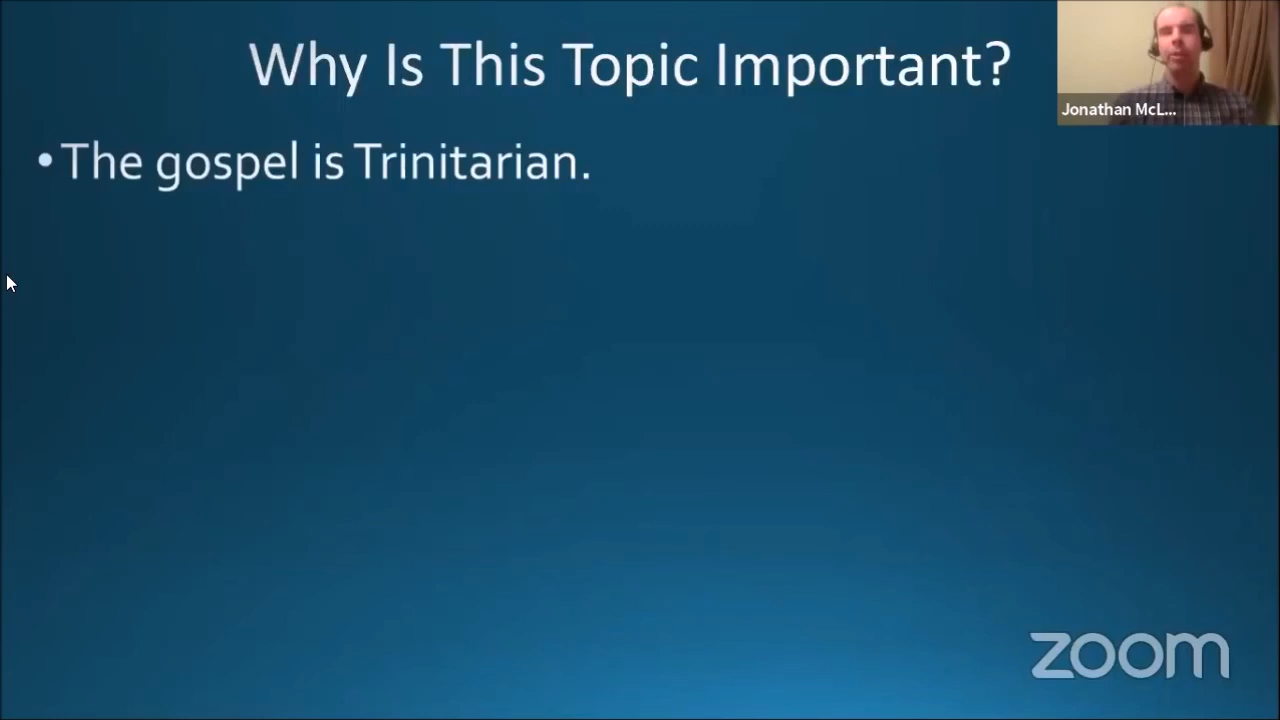 Why Is This Topic Important?
Jonathan McL...
• The gospel is Trinitarian.
zoom